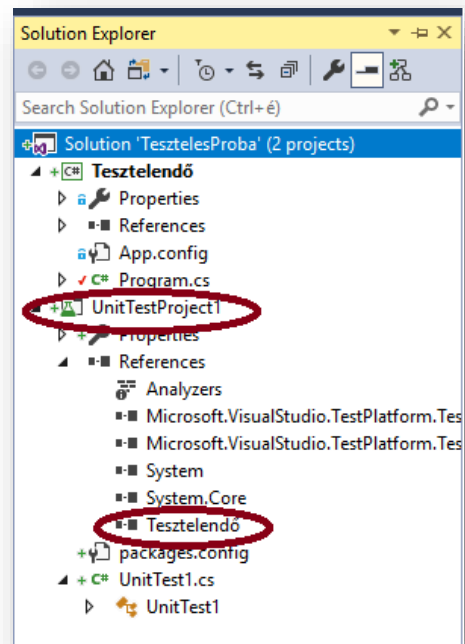 Solution Explorer
Search Solution Explorer (Ctrl+é)
Solution 'TesztelesProba' (2 projects)
C# Tesztelendő
Properties
References
App.config
C# Program.cs
UnitTestProject1
Properties
References
Analyzers
Microsoft.VisualStudio.TestPlatform.Tes
Microsoft.VisualStudio.TestPlatform.Tes
System
System.Core
Tesztelendő
packages.config
C# UnitTest1.cs
UnitTest1